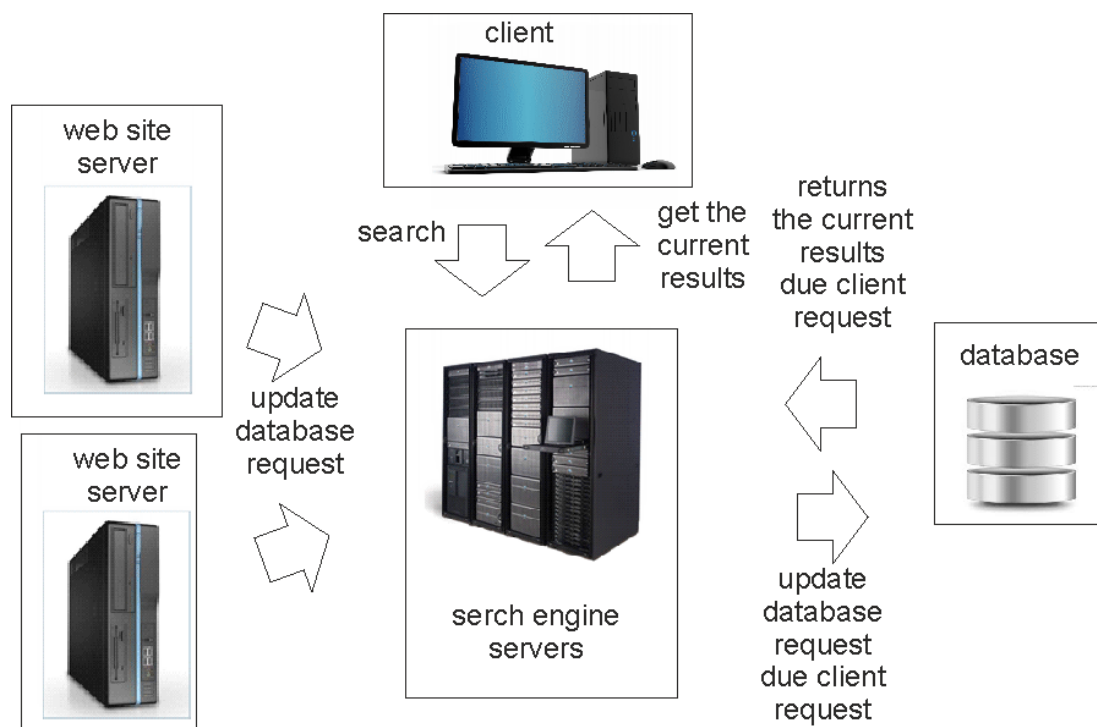 client
web site
server
search
get the
current
results
returns
the current
results
due client
request
database
update
database
request
web site
server
serch engine
servers
update
database
request
due client
request